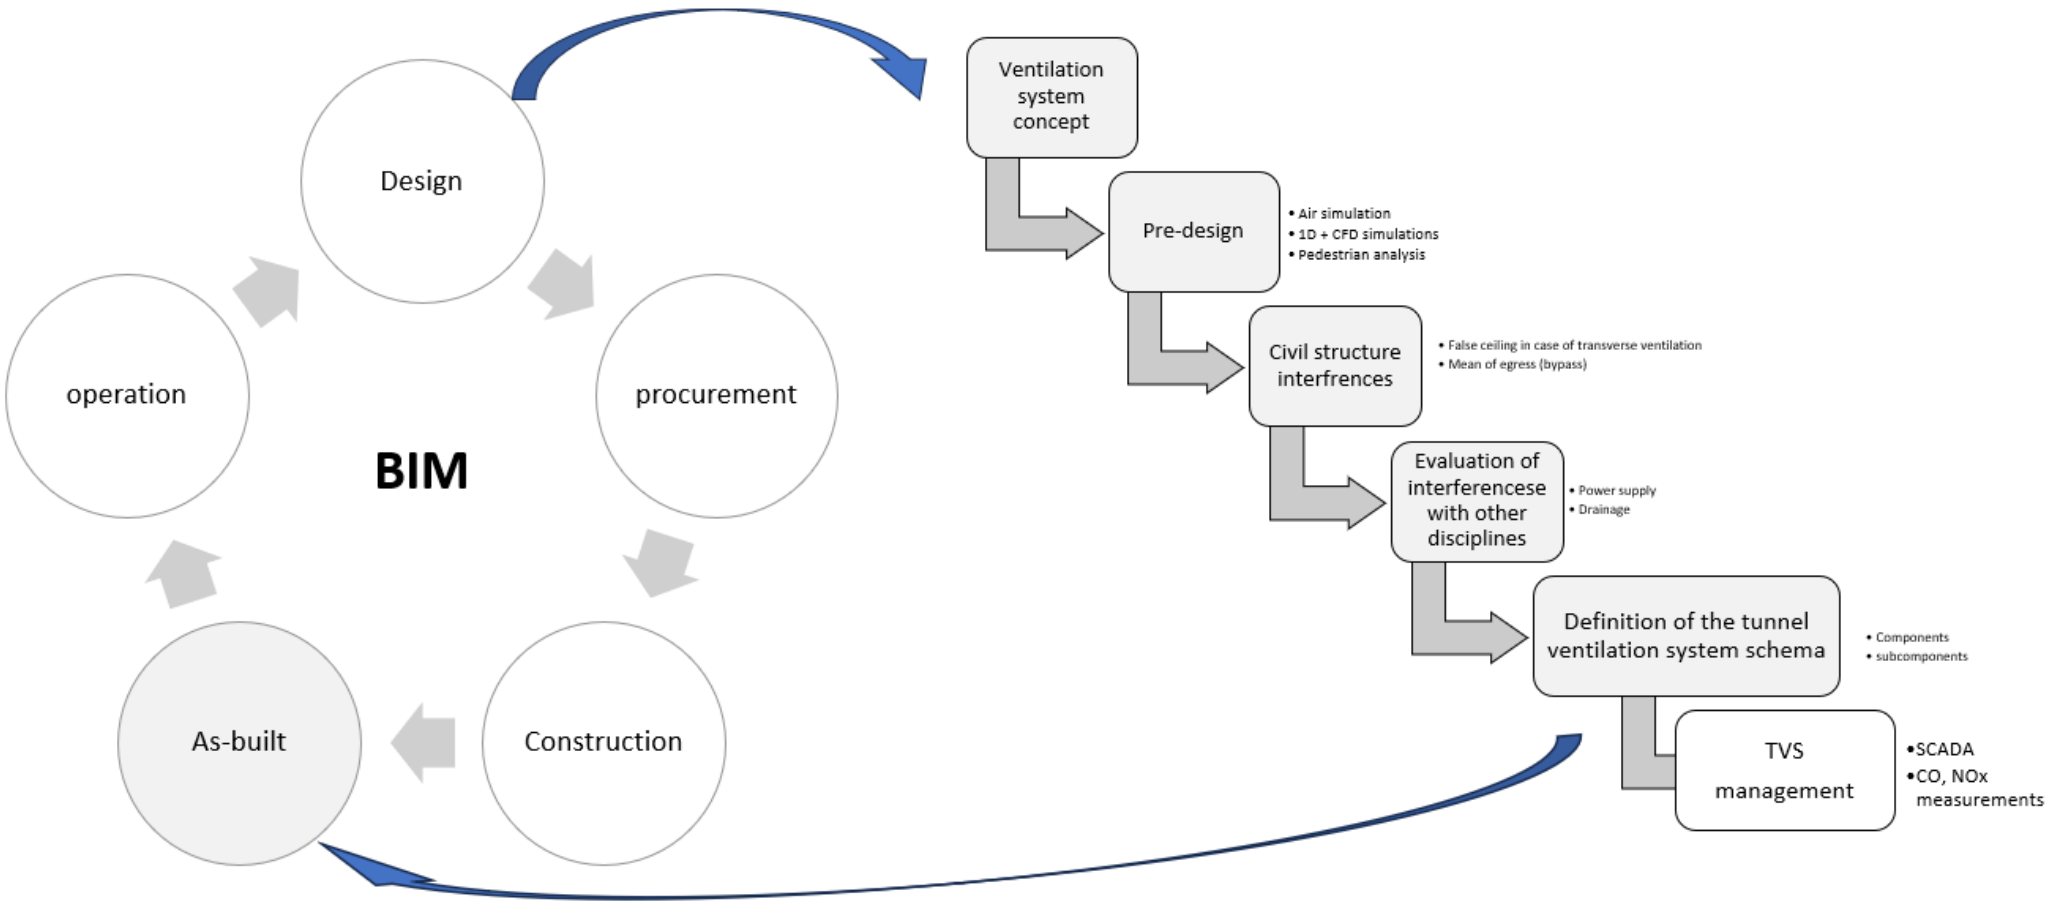 Design
procurement
Construction
As-built
operation
BIM
Ventilation
system
concept
Pre-design
• Air simulation
• 1D + CFD simulations
• Pedestrian analysis
Civil structure
interfrences
• False ceiling in case of transverse ventilation
• Mean of egress (bypass)
Evaluation of
interferencese
with other
disciplines
• Power supply
• Drainage
Definition of the tunnel
ventilation system schema
• Components
• subcomponents
TVS
management
•SCADA
•CO, NOx
measurements